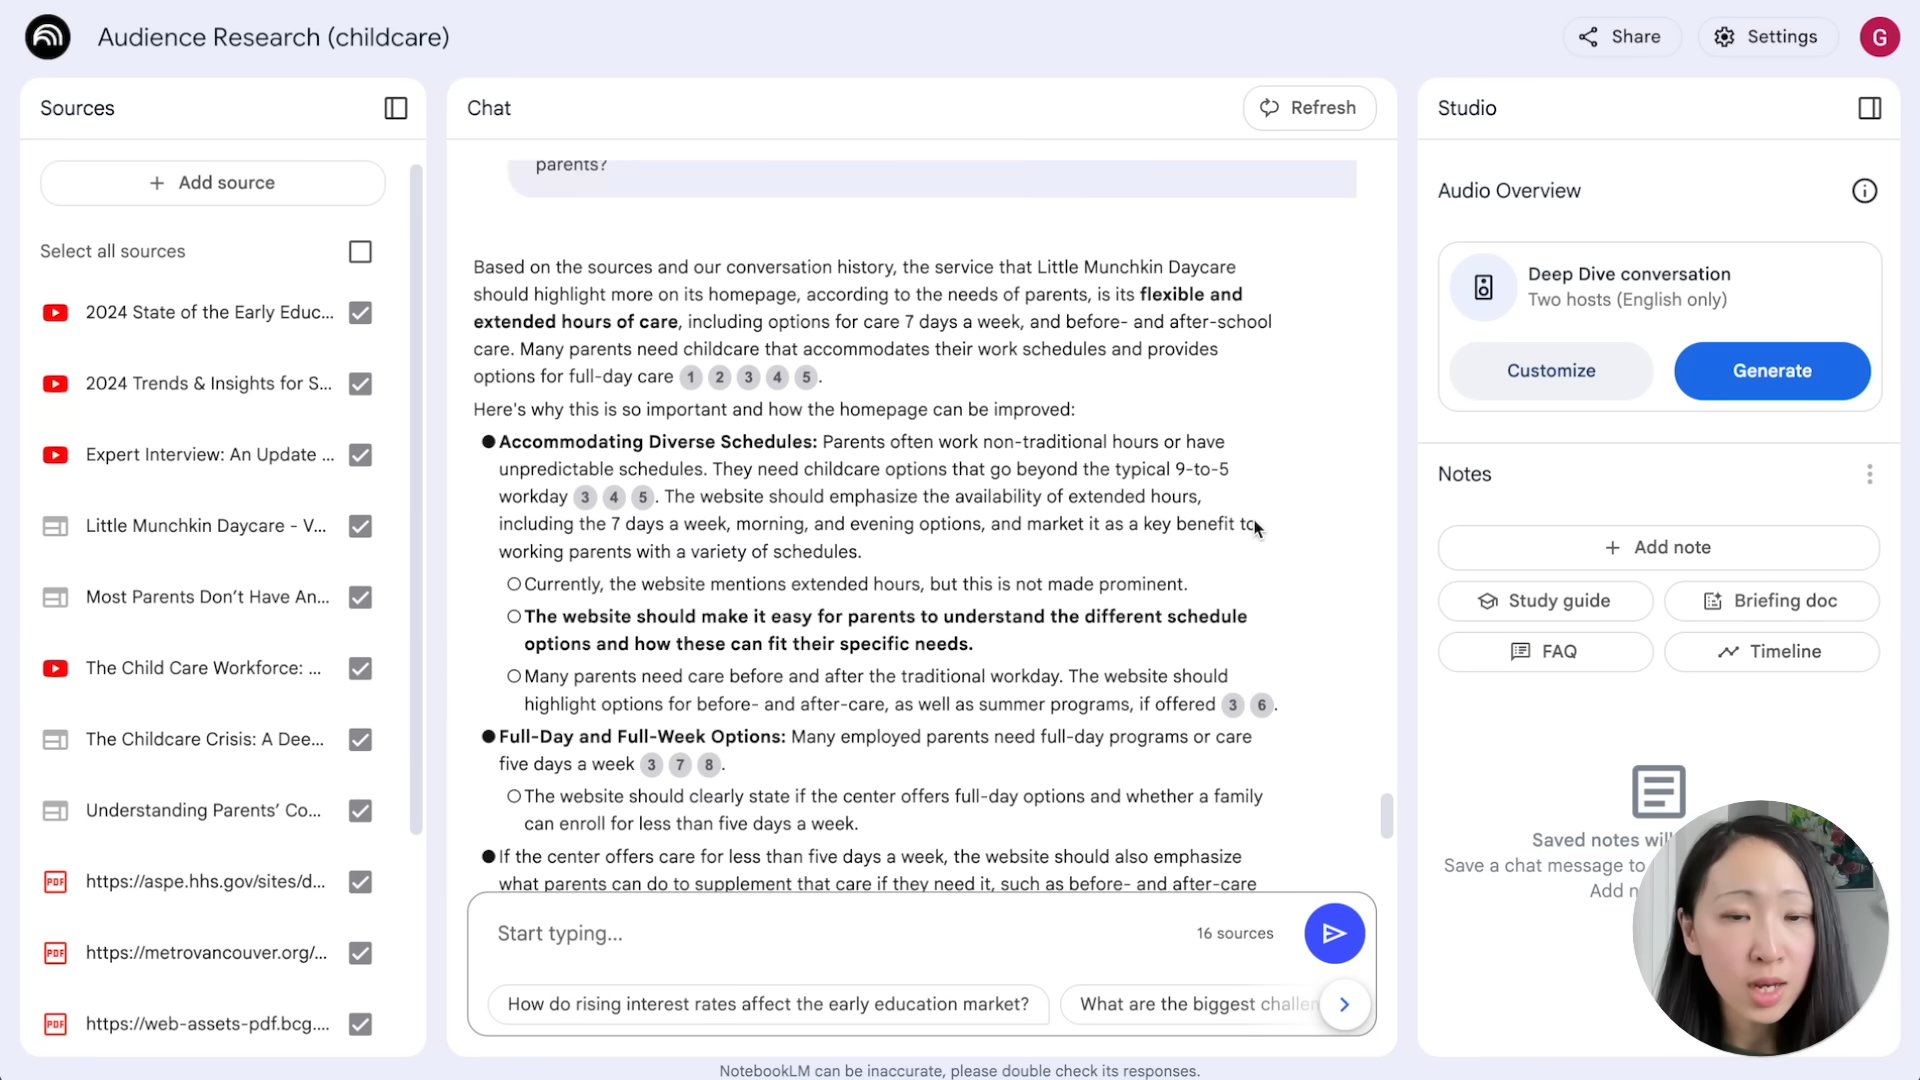 Audience Research (childcare)
Share
Settings
G
Sources
Add source
Select all sources
2024 State of the Early Educ...
2024 Trends & Insights for S...
Expert Interview: An Update ...
Little Munchkin Daycare - V...
Most Parents Don't Have An...
The Child Care Workforce: ...
The Childcare Crisis: A Dee...
Understanding Parents' Co...
PDF https://aspe.hhs.gov/sites/d...
PDF https://metrovancouver.org/...
PDF https://web-assets-pdf.bcg....
Chat
Refresh
parents?
Based on the sources and our conversation history, the service that Little Munchkin Daycare
should highlight more on its homepage, according to the needs of parents, is its flexible and
extended hours of care, including options for care 7 days a week, and before- and after-school
care. Many parents need childcare that accommodates their work schedules and provides
options for full-day care 1 2 3 4 5.
Here's why this is so important and how the homepage can be improved:
● Accommodating Diverse Schedules: Parents often work non-traditional hours or have
unpredictable schedules. They need childcare options that go beyond the typical 9-to-5
workday 3 4 5. The website should emphasize the availability of extended hours,
including the 7 days a week, morning, and evening options, and market it as a key benefit to
working parents with a variety of schedules.
○ Currently, the website mentions extended hours, but this is not made prominent.
○ The website should make it easy for parents to understand the different schedule
options and how these can fit their specific needs.
○ Many parents need care before and after the traditional workday. The website should
highlight options for before- and after-care, as well as summer programs, if offered 3 6.
● Full-Day and Full-Week Options: Many employed parents need full-day programs or care
five days a week 3 7 8.
○ The website should clearly state if the center offers full-day options and whether a family
can enroll for less than five days a week.
● If the center offers care for less than five days a week, the website should also emphasize
what parents can do to supplement that care if they need it, such as before- and after-care
Start typing...
16 sources
How do rising interest rates affect the early education market?
What are the biggest challen
NotebookLM can be inaccurate, please double check its responses.
Studio
Audio Overview
Deep Dive conversation
Two hosts (English only)
Customize
Generate
Notes
Add note
Study guide
Briefing doc
FAQ
Timeline
Saved notes wil
Save a chat message to
Add n